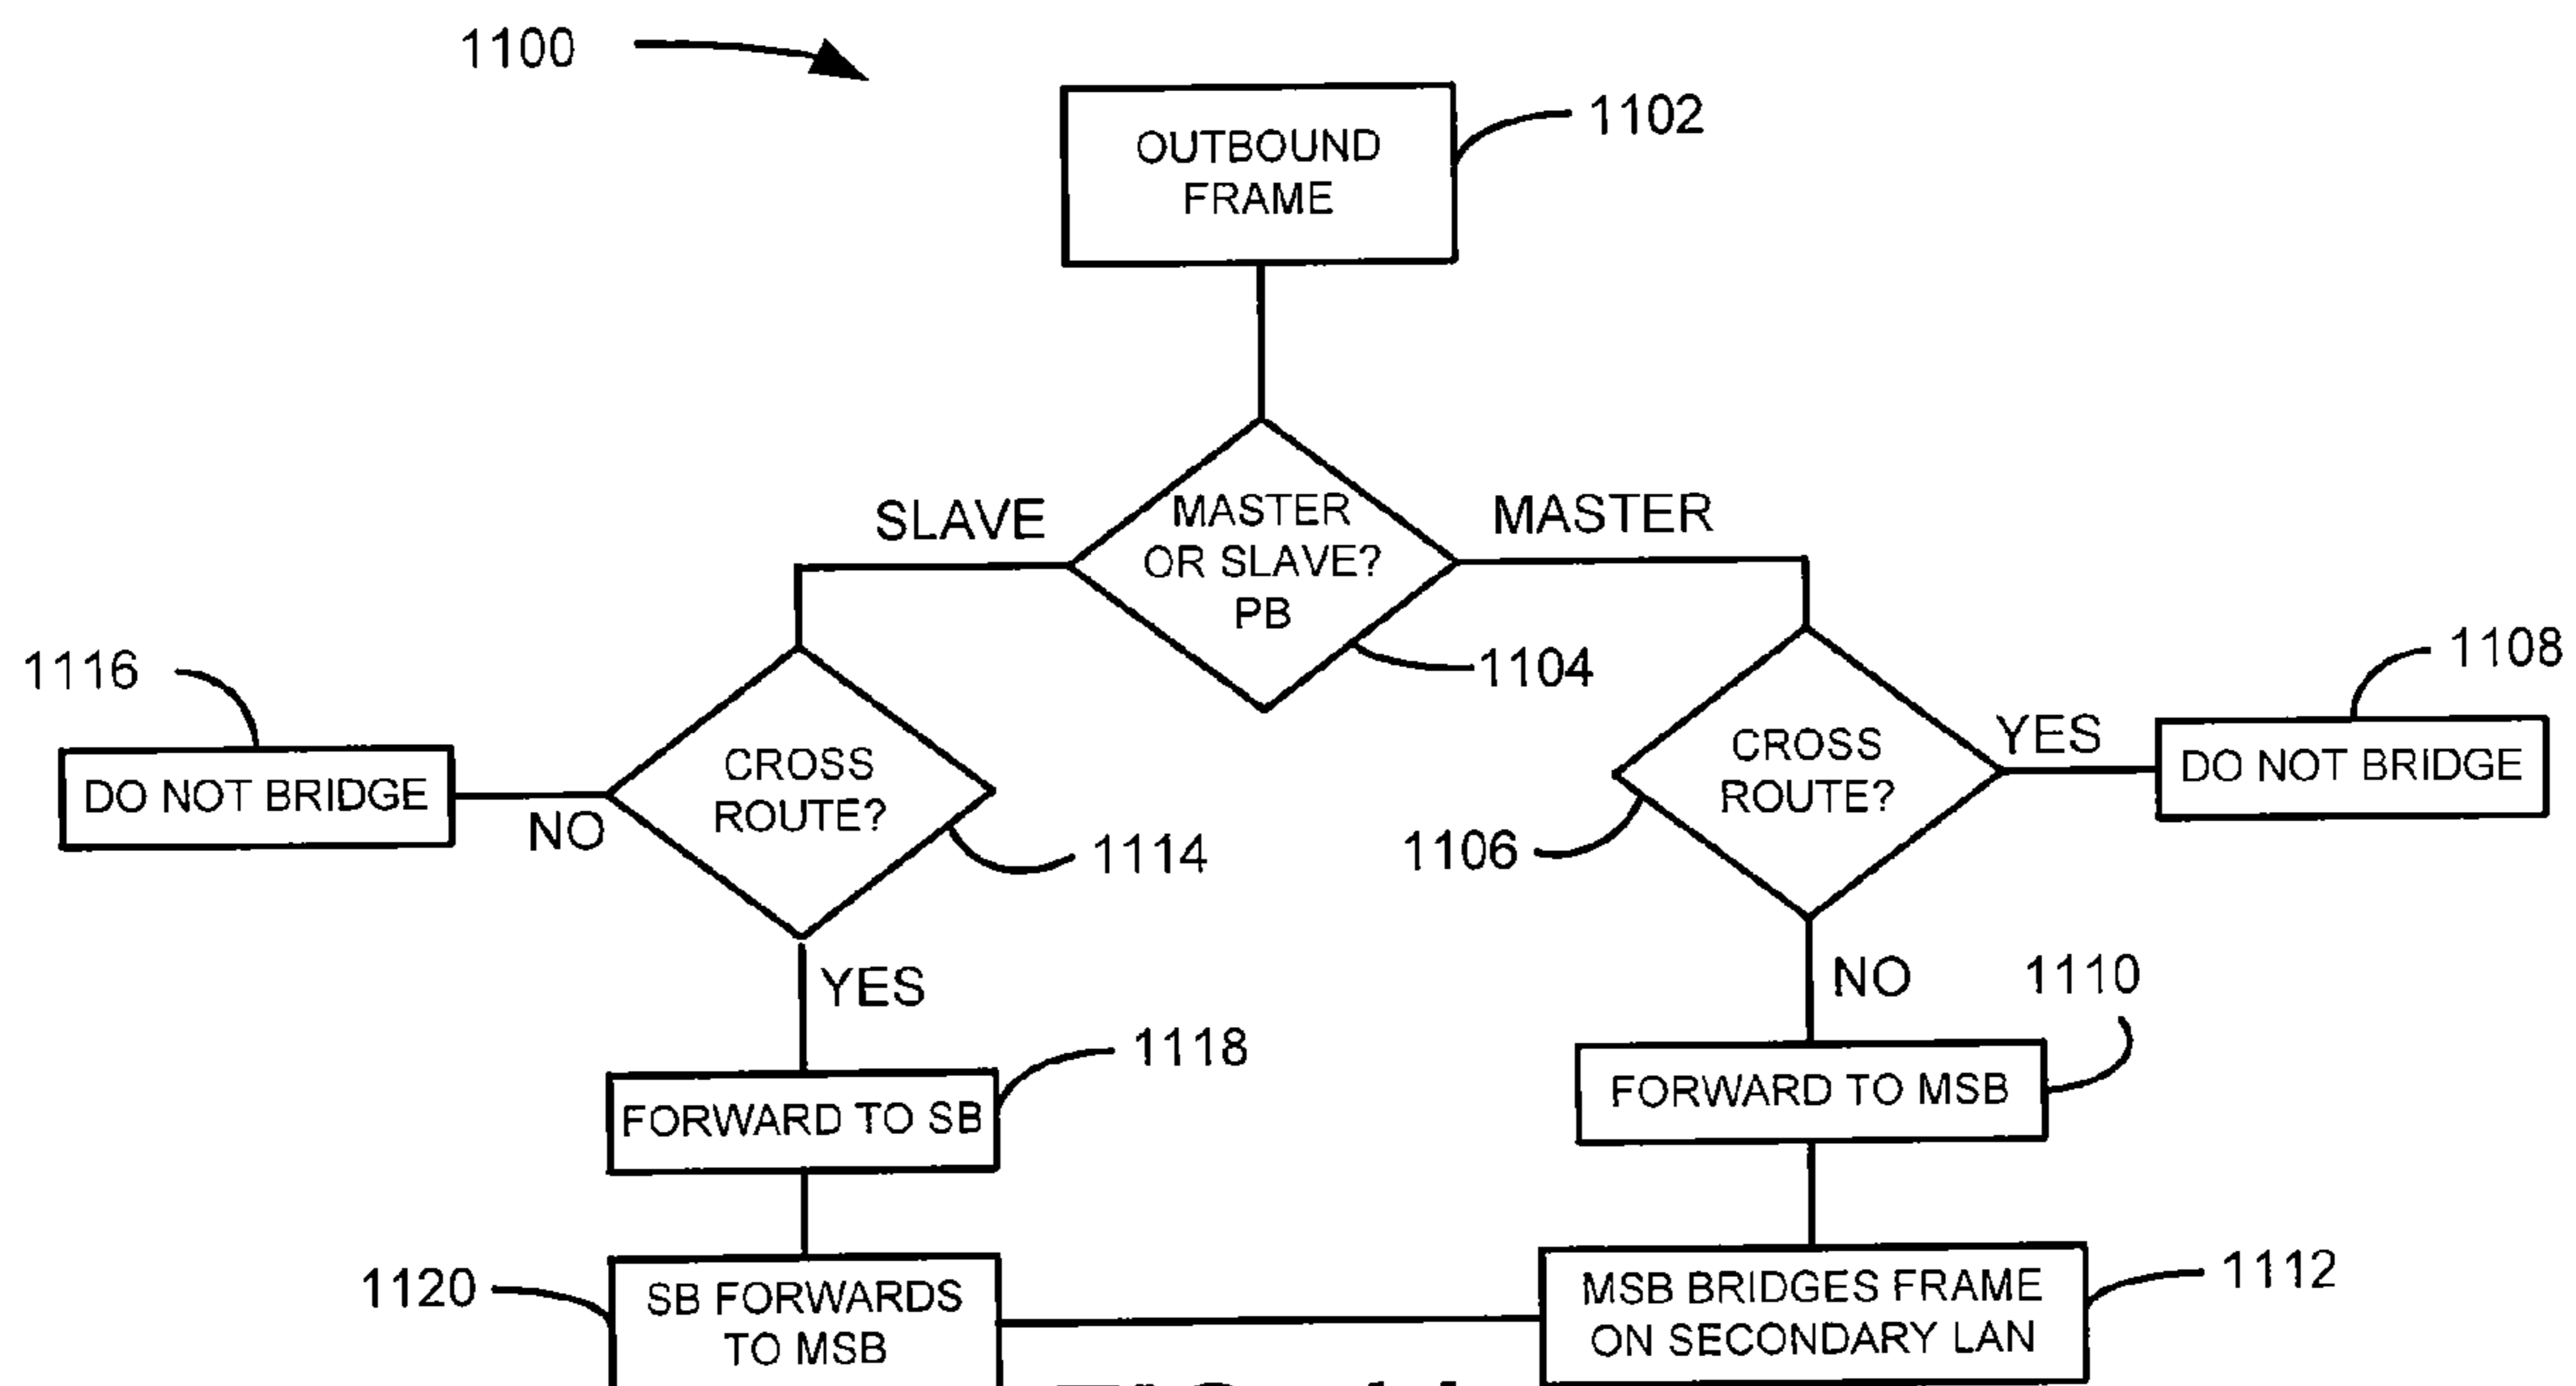 1100
OUTBOUND
FRAME
1102
SLAVE
MASTER
OR SLAVE?
PB
MASTER
1104
1116
DO NOT BRIDGE
NO
CROSS
ROUTE?
1114
1106
CROSS
ROUTE?
YES
1108
DO NOT BRIDGE
YES
NO
1110
1118
FORWARD TO SB
FORWARD TO MSB
1120
SB FORWARDS
TO MSB
MSB BRIDGES FRAME
ON SECONDARY LAN
1112